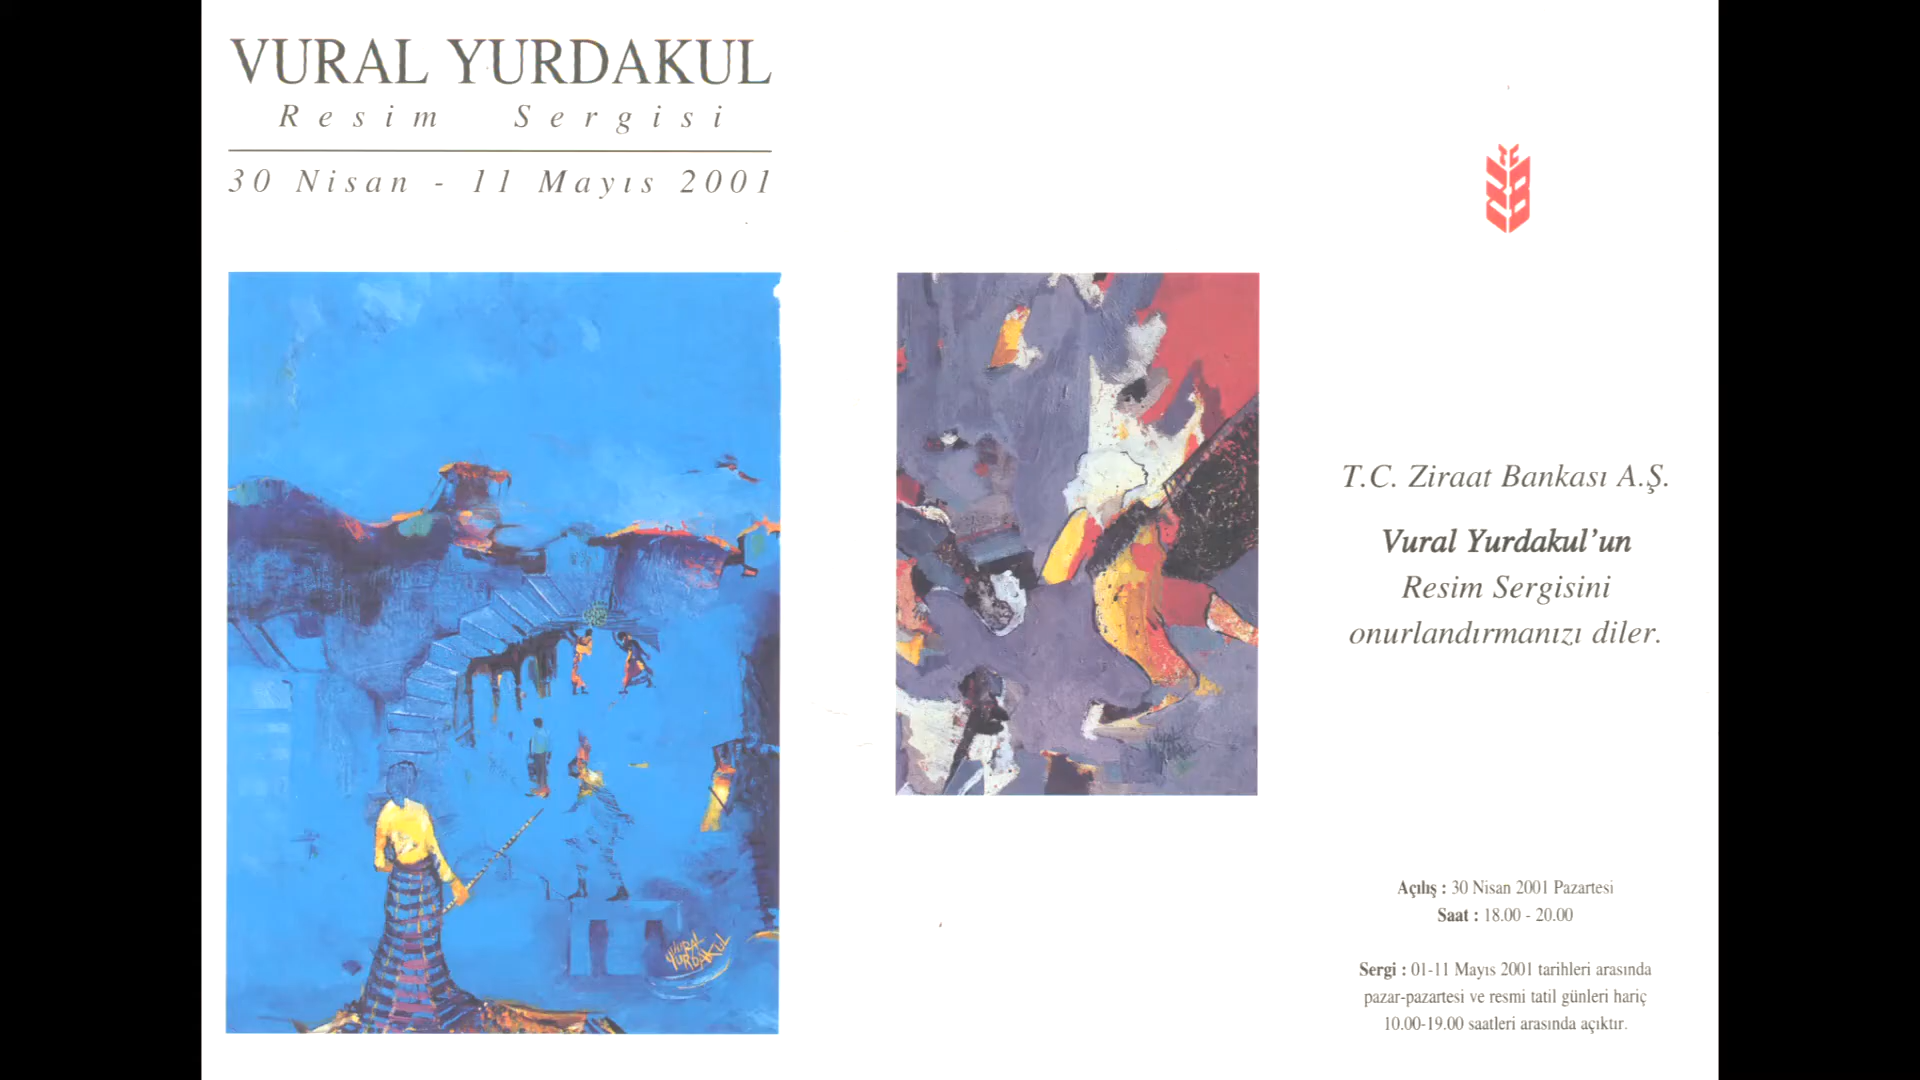 VURAL YURDAKUL
Resim Sergisi
30 Nisan - 11 Mayıs 2001
TC
ZB
VURAL
YURDAKUL
T.C. Ziraat Bankası A.Ş.
Vural Yurdakul'un
Resim Sergisini
onurlandırmanızı diler.
Açılış : 30 Nisan 2001 Pazartesi
Saat : 18.00 - 20.00
Sergi : 01-11 Mayıs 2001 tarihleri arasında
pazar-pazartesi ve resmi tatil günleri hariç
10.00-19.00 saatleri arasında açıktır.